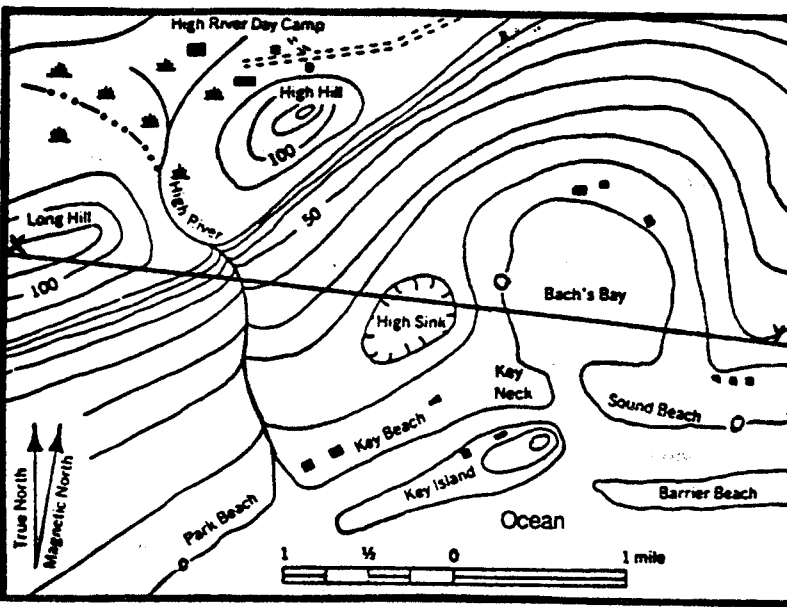 High River Day Camp
High Hill
100
High River
50
Long Hill
X
100
High Sink
Bach's Bay
Y
Key
Neck
Sound Beach
Key Beach
Key Island
Barrier Beach
Park Beach
Ocean
True North
Magnetic North
1 ½ 0 1 mile